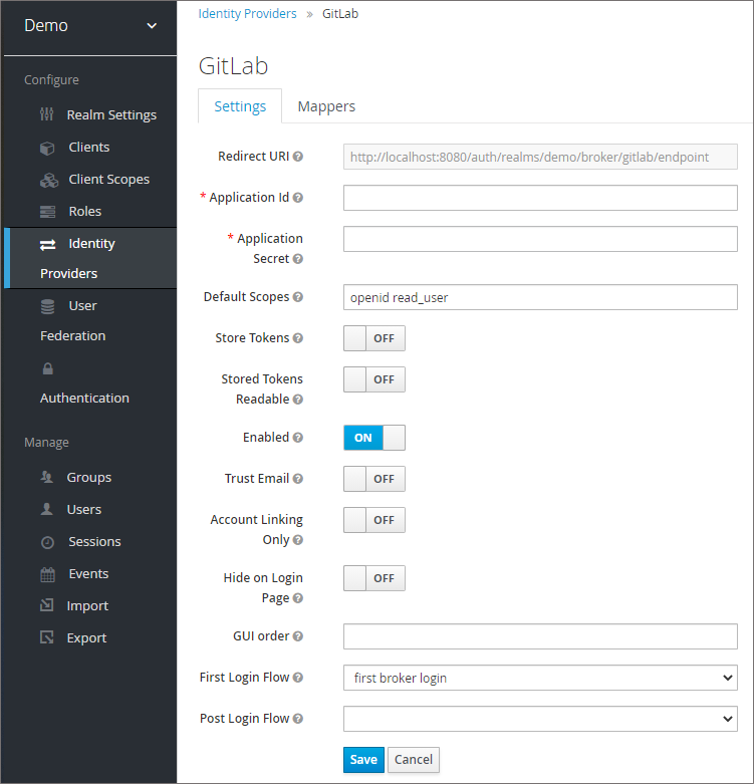 Demo
Configure
Realm Settings
Clients
Client Scopes
Roles
Identity
Providers
User
Federation
Authentication
Manage
Groups
Users
Sessions
Events
Import
Export
Identity Providers » GitLab
GitLab
Settings Mappers
Redirect URI http://localhost:8080/auth/realms/demo/broker/gitlab/endpoint
* Application Id
* Application
Secret
Default Scopes openid read_user
Store Tokens OFF
Stored Tokens OFF
Readable
Enabled ON
Trust Email OFF
Account Linking OFF
Only
Hide on Login OFF
Page
GUI order
First Login Flow first broker login
Post Login Flow
Save Cancel